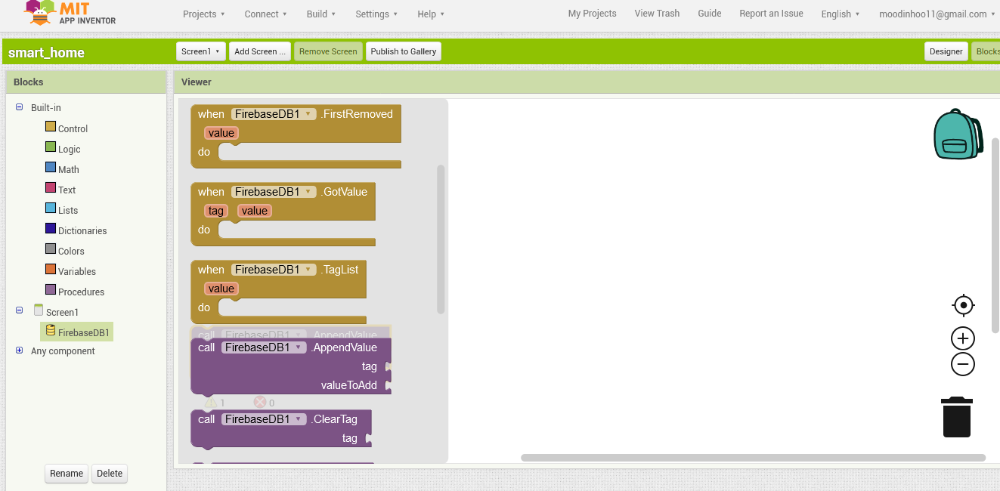 MIT
APP INVENTOR
Projects Connect Build Settings Help My Projects View Trash Guide Report an Issue English moodinhoo11@gmail.com
smart_home Screen1 Add Screen ... Remove Screen Publish to Gallery Designer Blocks
Blocks
Viewer
Built-in
Control
Logic
Math
Text
Lists
Dictionaries
Colors
Variables
Procedures
Screen1
FirebaseDB1
Any component
Rename Delete
when FirebaseDB1 .FirstRemoved
value
do
when FirebaseDB1 .GotValue
tag value
do
when FirebaseDB1 .TagList
value
do
call FirebaseDB1 .AppendValue
call FirebaseDB1 .AppendValue
tag
valueToAdd
1 0
call FirebaseDB1 .ClearTag
tag